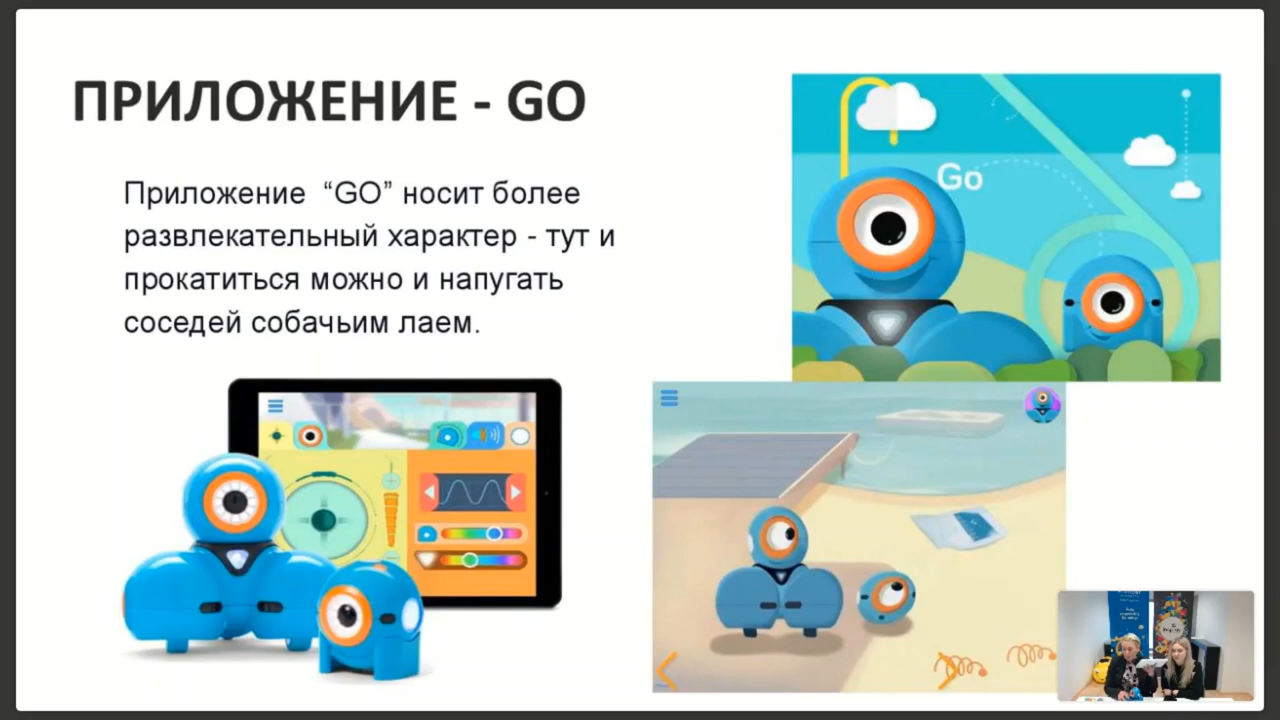 ПРИЛОЖЕНИЕ - GO
Приложение “GO” носит более
развлекательный характер - тут и
прокатиться можно и напугать
соседей собачьим лаем.
Go